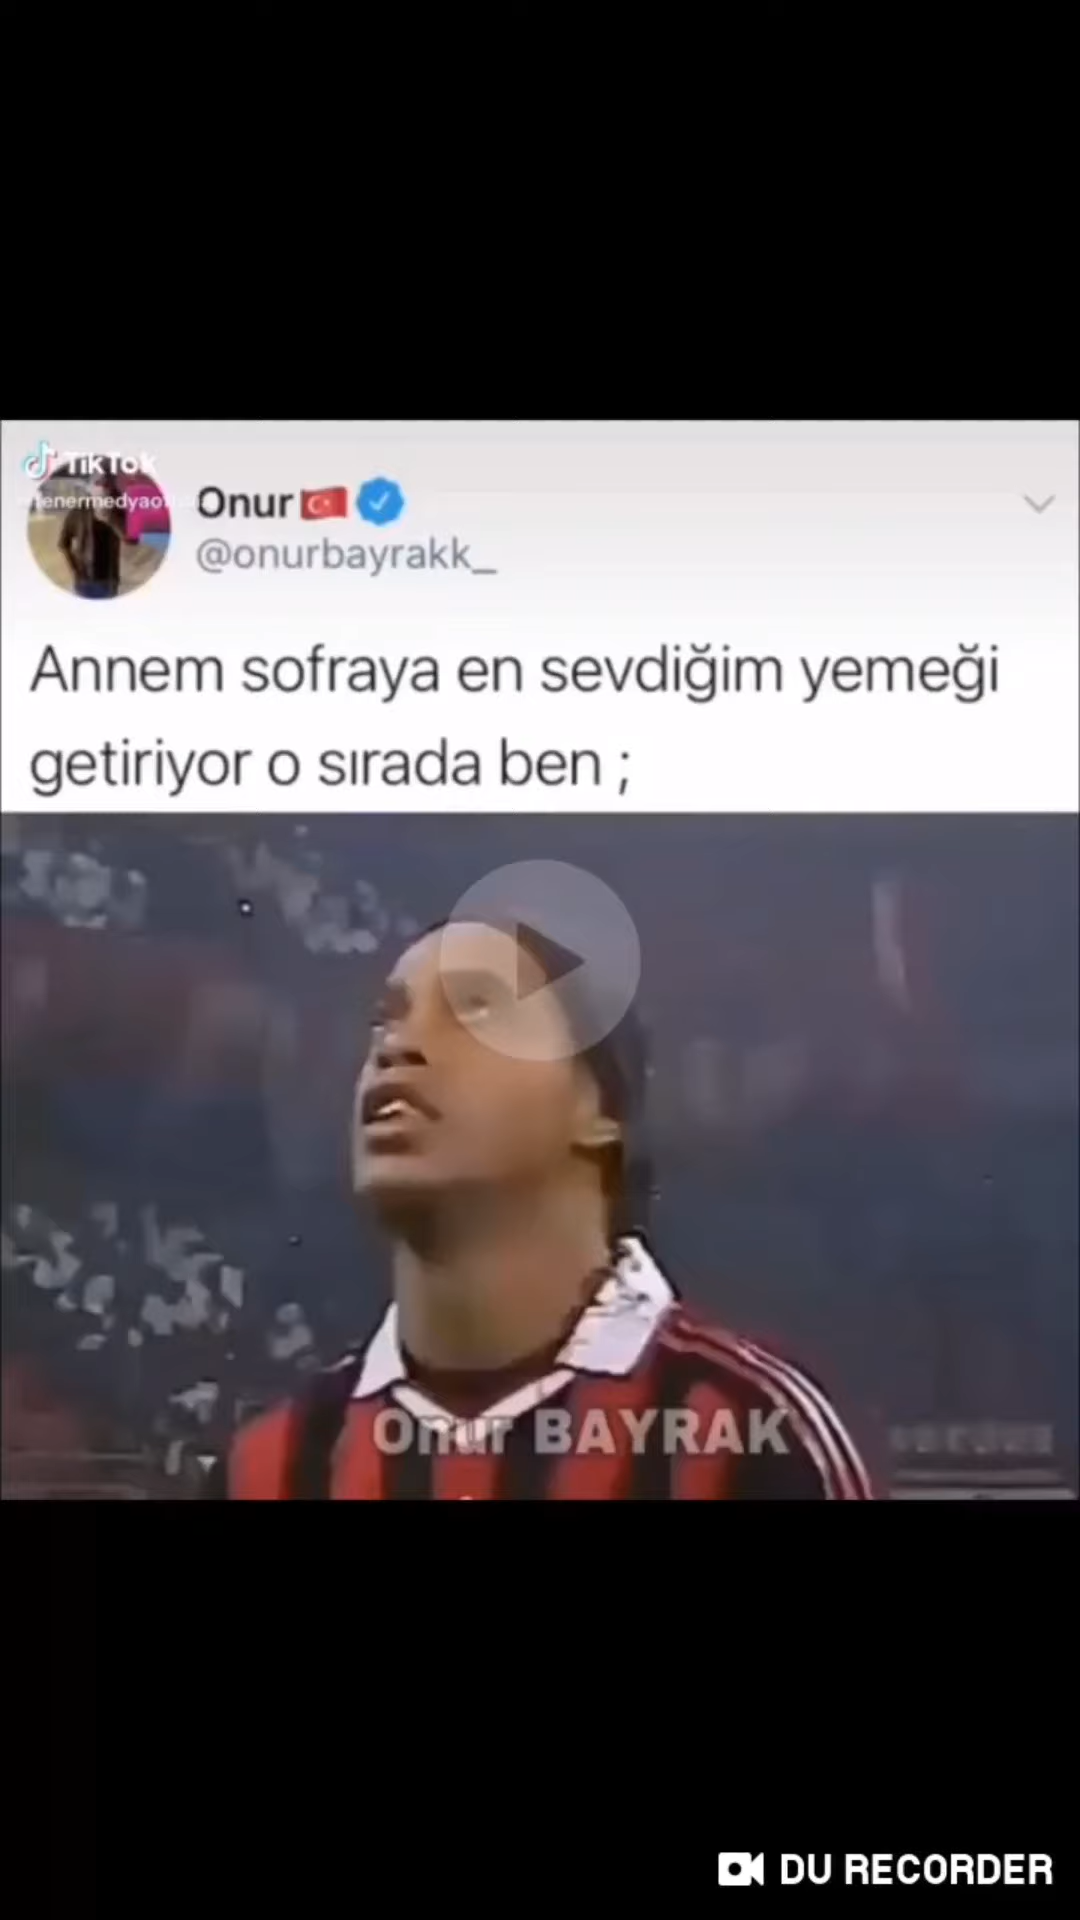 TikTok
Onur
@onurbayrakk_
Annem sofraya en sevdiğim yemeği
getiriyor o sırada ben ;
Onur BAYRAK
DU RECORDER